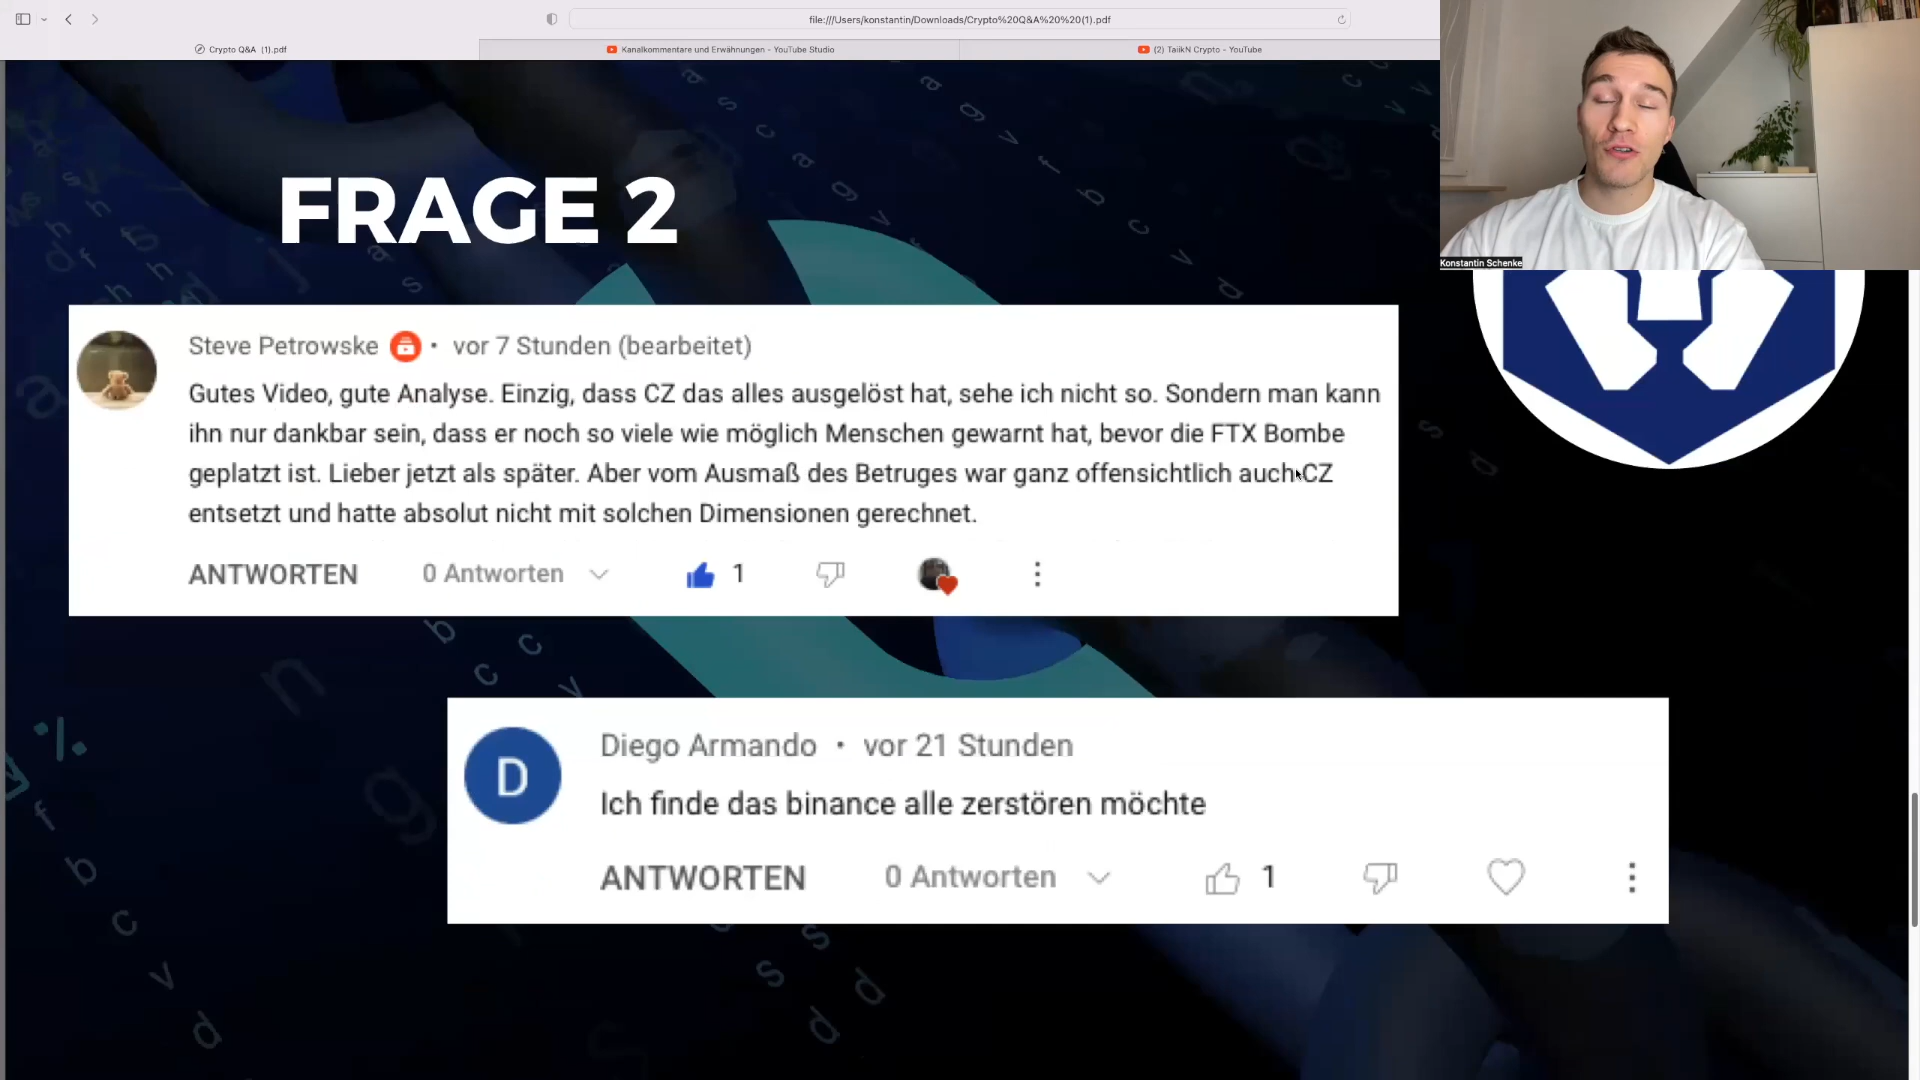 file:///Users/konstantin/Downloads/Crypto%20Q&A%20%20(1).pdf
Crypto Q&A (1).pdf
Kanalkommentare und Erwähnungen - YouTube Studio
(2) TaiikN Crypto - YouTube
Konstantin Schenke
FRAGE 2
Steve Petrowske • vor 7 Stunden (bearbeitet)
Gutes Video, gute Analyse. Einzig, dass CZ das alles ausgelöst hat, sehe ich nicht so. Sondern man kann
ihn nur dankbar sein, dass er noch so viele wie möglich Menschen gewarnt hat, bevor die FTX Bombe
geplatzt ist. Lieber jetzt als später. Aber vom Ausmaß des Betruges war ganz offensichtlich auch CZ
entsetzt und hatte absolut nicht mit solchen Dimensionen gerechnet.
ANTWORTEN 0 Antworten 1
D
Diego Armando • vor 21 Stunden
Ich finde das binance alle zerstören möchte
ANTWORTEN 0 Antworten 1